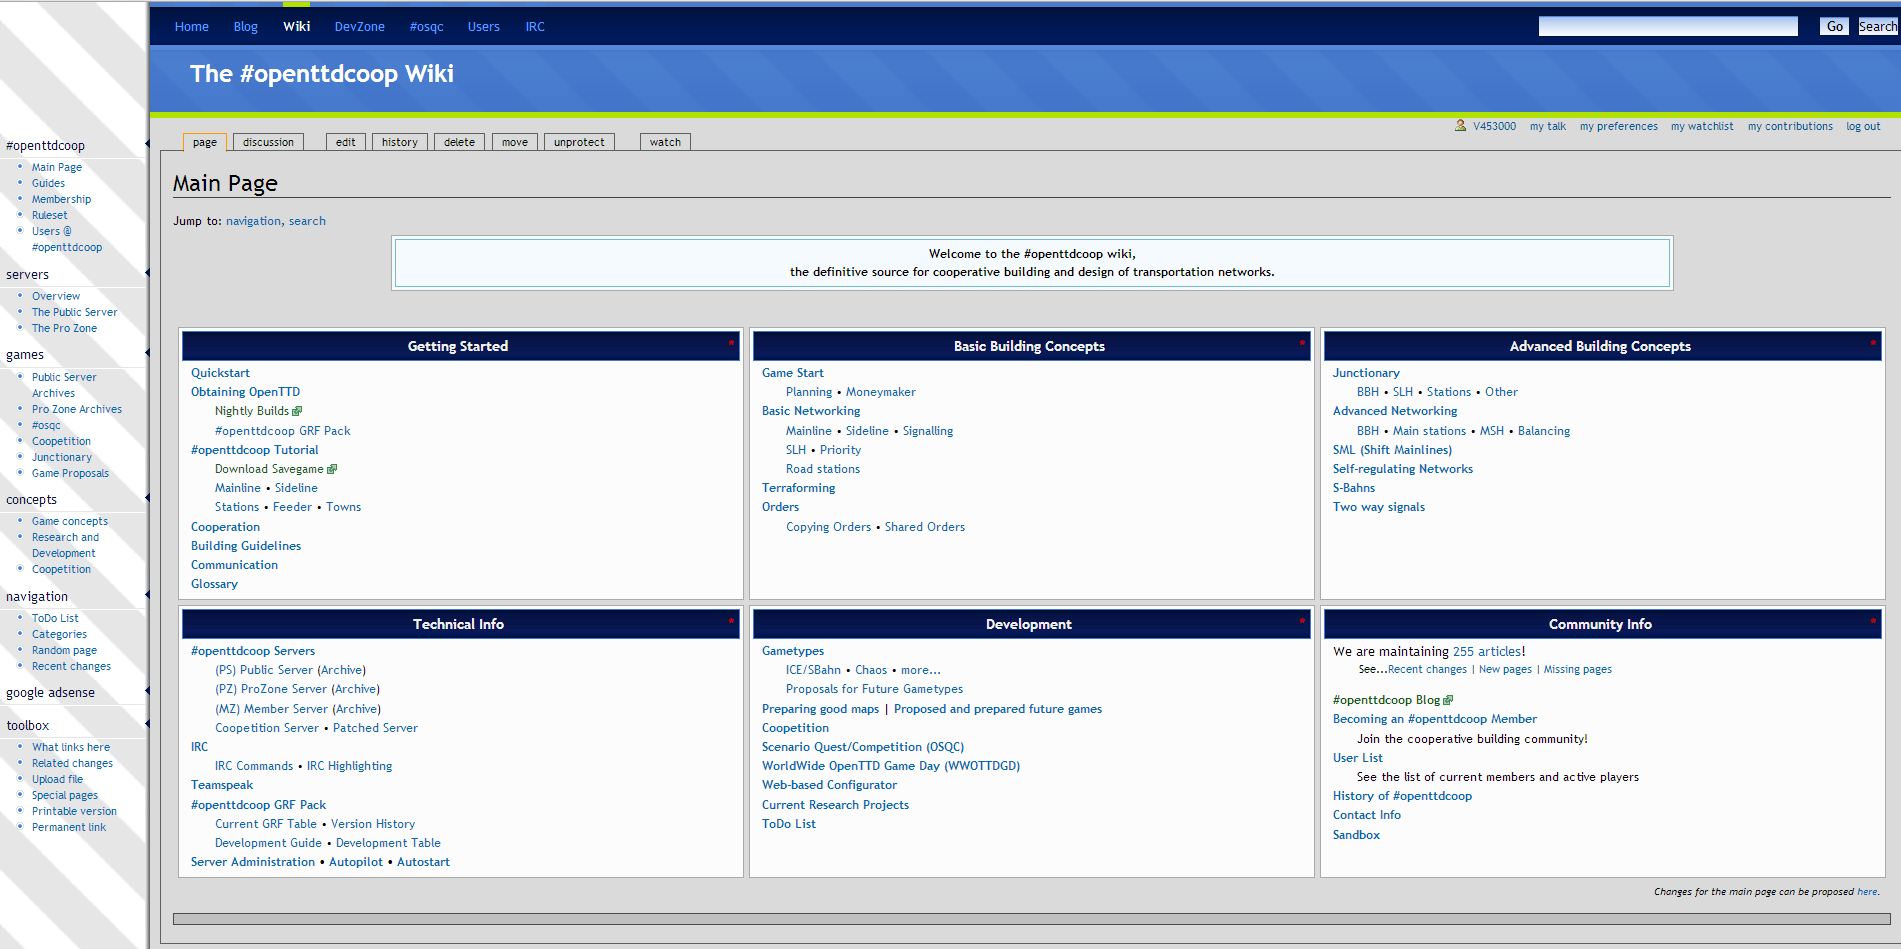 Home Blog Wiki DevZone #osqc Users IRC Go Search
The #openttdcoop Wiki
V453000 my talk my preferences my watchlist my contributions log out
page discussion edit history delete move unprotect watch
#openttdcoop
Main Page
Guides
Membership
Ruleset
Users @
#openttdcoop
servers
Overview
The Public Server
The Pro Zone
games
Public Server
Archives
Pro Zone Archives
#osqc
Coopetition
Junctionary
Game Proposals
concepts
Game concepts
Research and
Development
Coopetition
navigation
ToDo List
Categories
Random page
Recent changes
google adsense
toolbox
What links here
Related changes
Upload file
Special pages
Printable version
Permanent link
Main Page
Jump to: navigation, search
Welcome to the #openttdcoop wiki,
the definitive source for cooperative building and design of transportation networks.
Getting Started *
Quickstart
Obtaining OpenTTD
Nightly Builds
#openttdcoop GRF Pack
#openttdcoop Tutorial
Download Savegame
Mainline • Sideline
Stations • Feeder • Towns
Cooperation
Building Guidelines
Communication
Glossary
Basic Building Concepts *
Game Start
Planning • Moneymaker
Basic Networking
Mainline • Sideline • Signalling
SLH • Priority
Road stations
Terraforming
Orders
Copying Orders • Shared Orders
Advanced Building Concepts *
Junctionary
BBH • SLH • Stations • Other
Advanced Networking
BBH • Main stations • MSH • Balancing
SML (Shift Mainlines)
Self-regulating Networks
S-Bahns
Two way signals
Technical Info *
#openttdcoop Servers
(PS) Public Server (Archive)
(PZ) ProZone Server (Archive)
(MZ) Member Server (Archive)
Coopetition Server • Patched Server
IRC
IRC Commands • IRC Highlighting
Teamspeak
#openttdcoop GRF Pack
Current GRF Table • Version History
Development Guide • Development Table
Server Administration • Autopilot • Autostart
Development *
Gametypes
ICE/SBahn • Chaos • more...
Proposals for Future Gametypes
Preparing good maps | Proposed and prepared future games
Coopetition
Scenario Quest/Competition (OSQC)
WorldWide OpenTTD Game Day (WWOTTDGD)
Web-based Configurator
Current Research Projects
ToDo List
Community Info *
We are maintaining 255 articles!
See...Recent changes | New pages | Missing pages
#openttdcoop Blog
Becoming an #openttdcoop Member
Join the cooperative building community!
User List
See the list of current members and active players
History of #openttdcoop
Contact Info
Sandbox
Changes for the main page can be proposed here.